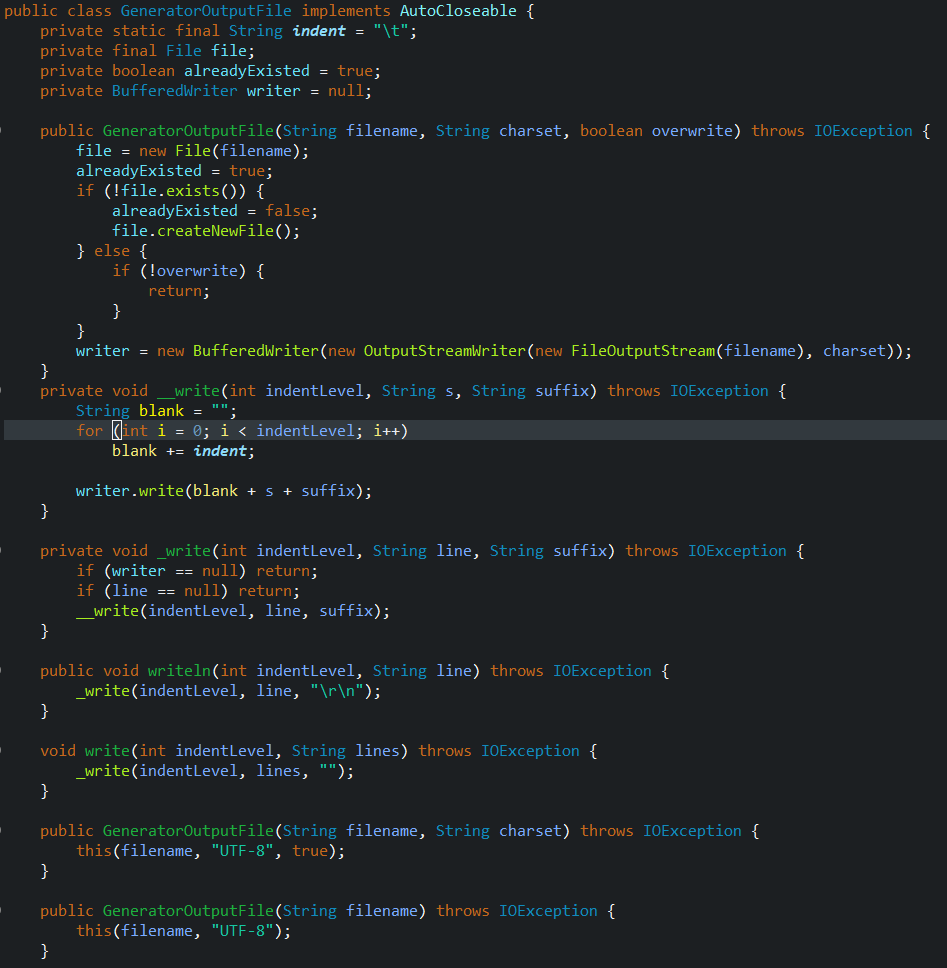 public class GeneratorOutputFile implements AutoCloseable {
    private static final String indent = "\t";
    private final File file;
    private boolean alreadyExisted = true;
    private BufferedWriter writer = null;

    public GeneratorOutputFile(String filename, String charset, boolean overwrite) throws IOException {
        file = new File(filename);
        alreadyExisted = true;
        if (!file.exists()) {
            alreadyExisted = false;
            file.createNewFile();
        } else {
            if (!overwrite) {
                return;
            }
        }
        writer = new BufferedWriter(new OutputStreamWriter(new FileOutputStream(filename), charset));
    }
    private void __write(int indentLevel, String s, String suffix) throws IOException {
        String blank = "";
        for (int i = 0; i < indentLevel; i++)
            blank += indent;

        writer.write(blank + s + suffix);
    }

    private void _write(int indentLevel, String line, String suffix) throws IOException {
        if (writer == null) return;
        if (line == null) return;
        __write(indentLevel, line, suffix);
    }

    public void writeln(int indentLevel, String line) throws IOException {
        _write(indentLevel, line, "\r\n");
    }

    void write(int indentLevel, String lines) throws IOException {
        _write(indentLevel, lines, "");
    }

    public GeneratorOutputFile(String filename, String charset) throws IOException {
        this(filename, "UTF-8", true);
    }

    public GeneratorOutputFile(String filename) throws IOException {
        this(filename, "UTF-8");
    }